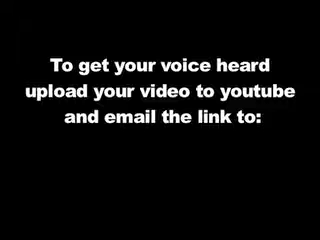 To get your voice heard
upload your video to youtube
and email the link to: